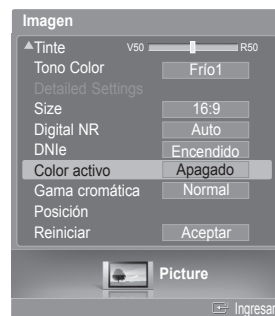 Imagen
▲Tinte V50 R50
Tono Color Frío1
Detailed Settings
Size 16:9
Digital NR Auto
DNIe Encendido
Color activo Apagado
Gama cromática Normal
Posición
Reiniciar Aceptar
Picture
Ingresar